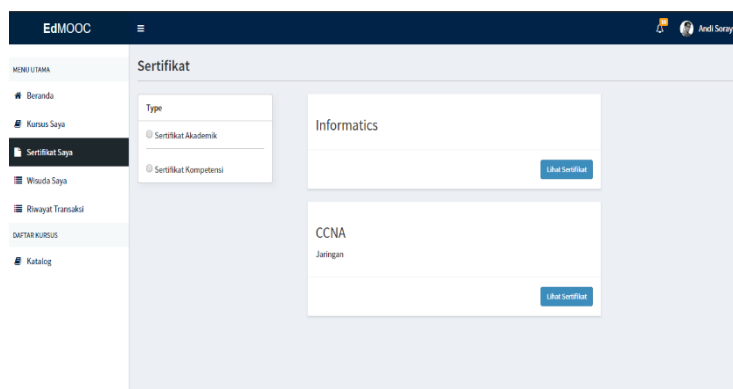 EdMOOC
Andi Soray
MENU UTAMA
Beranda
Kursus Saya
Sertifikat Saya
Wisuda Saya
Riwayat Transaksi
DAFTAR KURSUS
Katalog
Sertifikat
Type
Sertifikat Akademik
Sertifikat Kompetensi
Informatics
Lihat Sertifikat
CCNA
Jaringan
Lihat Sertifikat